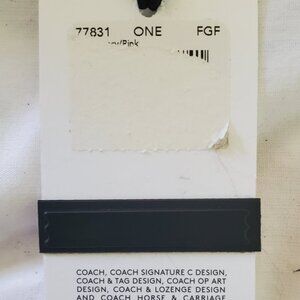 77831 ONE FGF
COACH, COACH SIGNATURE C DESIGN,
COACH & TAG DESIGN, COACH OP ART
DESIGN, COACH & LOZENGE DESIGN
AND COACH HORSE & CARRIAGE